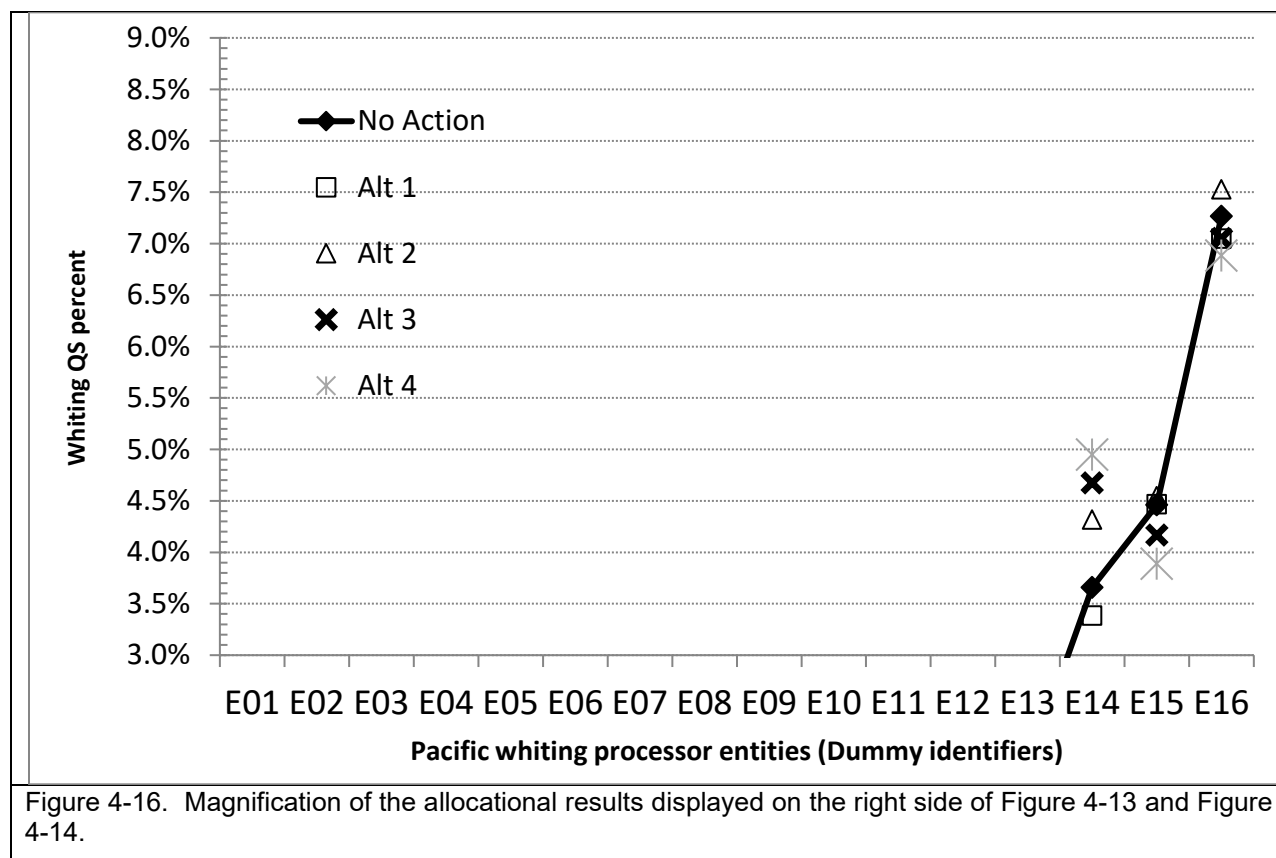 9.0%
8.5%
8.0%
7.5%
7.0%
6.5%
6.0%
5.5%
5.0%
4.5%
4.0%
3.5%
3.0%
Whiting QS percent
No Action
Alt 1
Alt 2
Alt 3
Alt 4
E01 E02 E03 E04 E05 E06 E07 E08 E09 E10 E11 E12 E13 E14 E15 E16
Pacific whiting processor entities (Dummy identifiers)
Figure 4-16.  Magnification of the allocational results displayed on the right side of Figure 4-13 and Figure
4-14.